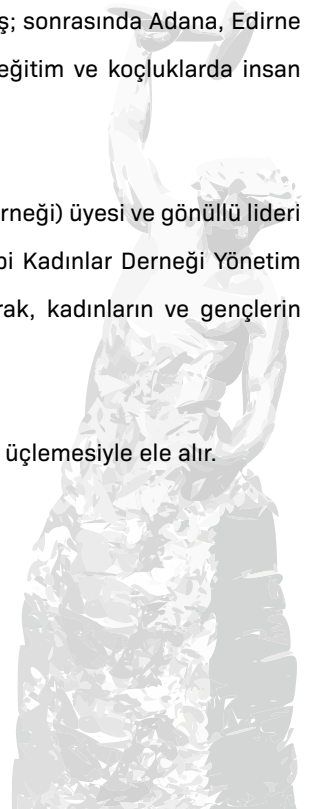 ş; sonrasında Adana, Edirne
eğitim ve koçluklarda insan
rneği) üyesi ve gönüllü lideri
bi Kadınlar Derneği Yönetim
rak, kadınların ve gençlerin
üçlemesiyle ele alır.